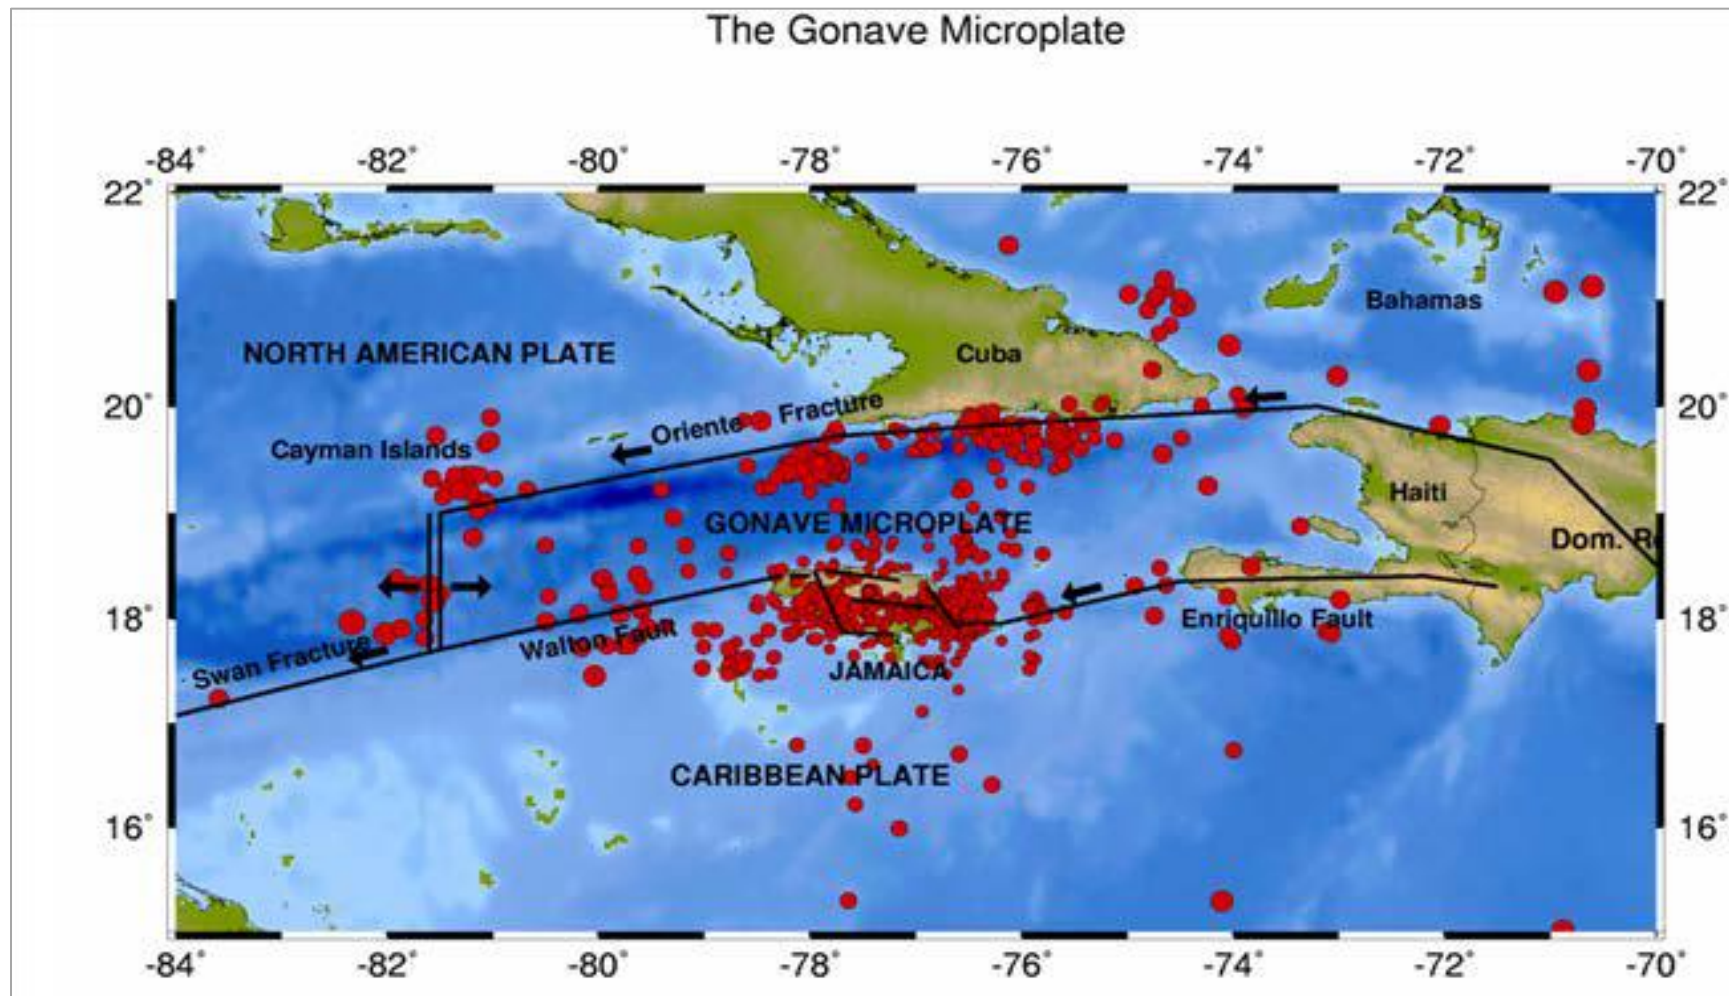 The Gonave Microplate
-84° -82° -80° -78° -76° -74° -72° -70°
22° 22°
Bahamas
NORTH AMERICAN PLATE
Cuba
20° 20°
Oriente Fracture
Cayman Islands
Haiti
GONAVE MICROPLATE
Dom. R
18° 18°
Enriquillo Fault
Walton Fault
Swan Fracture
JAMAICA
CARIBBEAN PLATE
16° 16°
-84° -82° -80° -78° -76° -74° -72° -70°